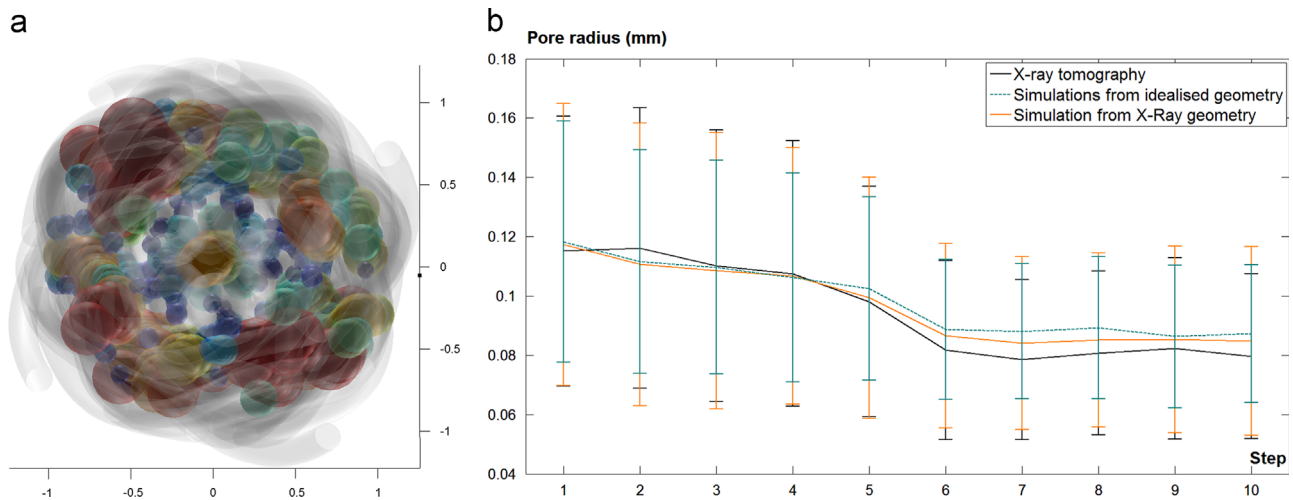 a
1
0.5
0
-0.5
-1
-1
-0.5
0
0.5
1
b
Pore radius (mm)
0.18
0.16
0.14
0.12
0.1
0.08
0.06
0.04
X-ray tomography
Simulations from idealised geometry
Simulation from X-Ray geometry
Step
1 2 3 4 5 6 7 8 9 10